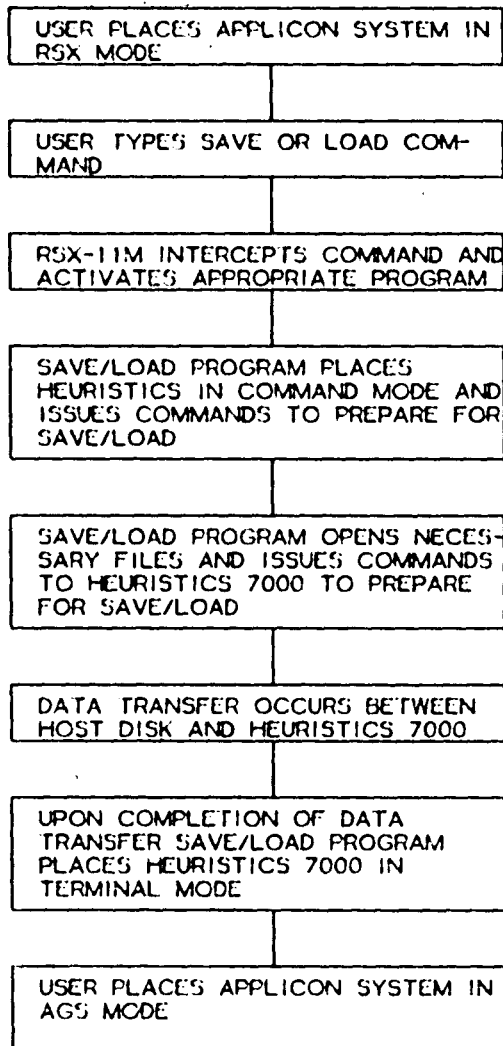 USER PLACES APPLICON SYSTEM IN
RSX MODE
USER TYPES SAVE OR LOAD COM-
MAND
RSX-11M INTERCEPTS COMMAND AND
ACTIVATES APPROPRIATE PROGRAM
SAVE/LOAD PROGRAM PLACES
HEURISTICS IN COMMAND MODE AND
ISSUES COMMANDS TO PREPARE FOR
SAVE/LOAD
SAVE/LOAD PROGRAM OPENS NECES-
SARY FILES AND ISSUES COMMANDS
TO HEURISTICS 7000 TO PREPARE
FOR SAVE/LOAD
DATA TRANSFER OCCURS BETWEEN
HOST DISK AND HEURISTICS 7000
UPON COMPLETION OF DATA
TRANSFER SAVE/LOAD PROGRAM
PLACES HEURISTICS 7000 IN
TERMINAL MODE
USER PLACES APPLICON SYSTEM IN
AGS MODE